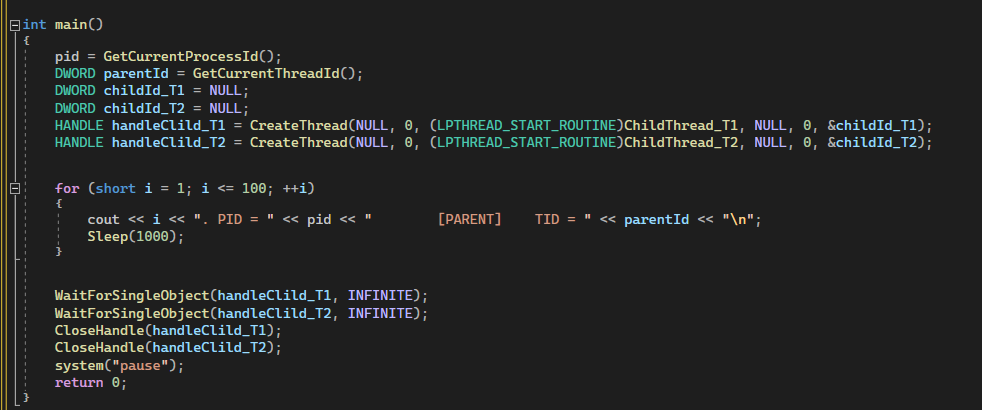 int main()
{
pid = GetCurrentProcessId();
DWORD parentId = GetCurrentThreadId();
DWORD childId_T1 = NULL;
DWORD childId_T2 = NULL;
HANDLE handleClild_T1 = CreateThread(NULL, 0, (LPTHREAD_START_ROUTINE)ChildThread_T1, NULL, 0, &childId_T1);
HANDLE handleClild_T2 = CreateThread(NULL, 0, (LPTHREAD_START_ROUTINE)ChildThread_T2, NULL, 0, &childId_T2);
for (short i = 1; i <= 100; ++i)
{
cout << i << ". PID = " << pid << "        [PARENT]    TID = " << parentId << "\n";
Sleep(1000);
}
WaitForSingleObject(handleClild_T1, INFINITE);
WaitForSingleObject(handleClild_T2, INFINITE);
CloseHandle(handleClild_T1);
CloseHandle(handleClild_T2);
system("pause");
return 0;
}